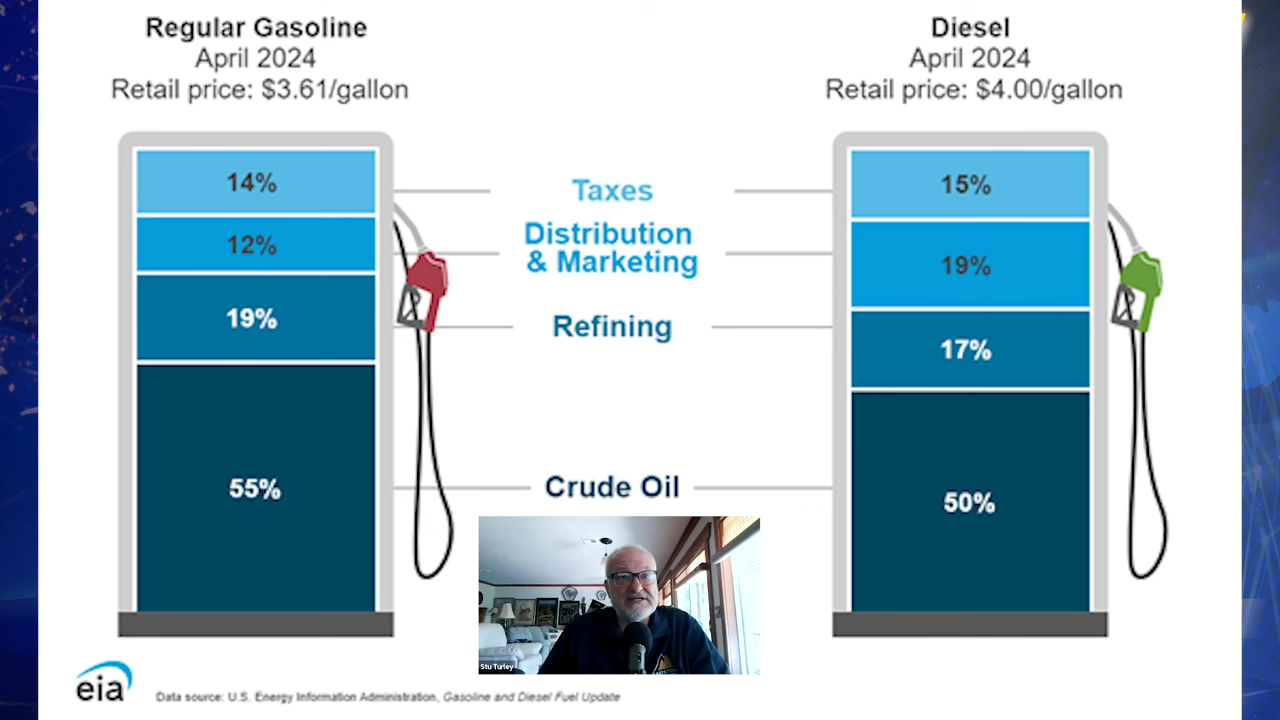 Regular Gasoline
April 2024
Retail price: $3.61/gallon
Diesel
April 2024
Retail price: $4.00/gallon
14%
12%
19%
55%
Taxes
Distribution
& Marketing
Refining
Crude Oil
15%
19%
17%
50%
Stu Turley
eia
Data source: U.S. Energy Information Administration, Gasoline and Diesel Fuel Update